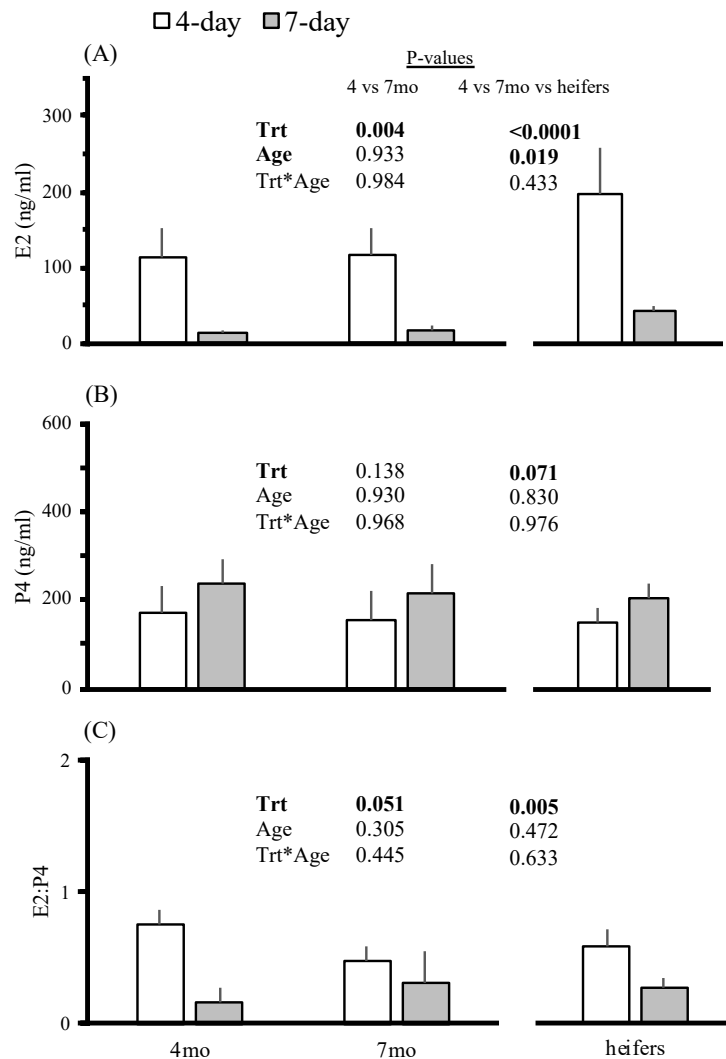 4-day 7-day
(A)
P-values
4 vs 7mo 4 vs 7mo vs heifers
Trt 0.004 <0.0001
Age 0.933 0.019
Trt*Age 0.984 0.433
E2 (ng/ml)
300
200
100
0
(B)
P4 (ng/ml)
600
400
200
0
Trt 0.138 0.071
Age 0.930 0.830
Trt*Age 0.968 0.976
(C)
E2:P4
2
1
0
Trt 0.051 0.005
Age 0.305 0.472
Trt*Age 0.445 0.633
4mo 7mo heifers